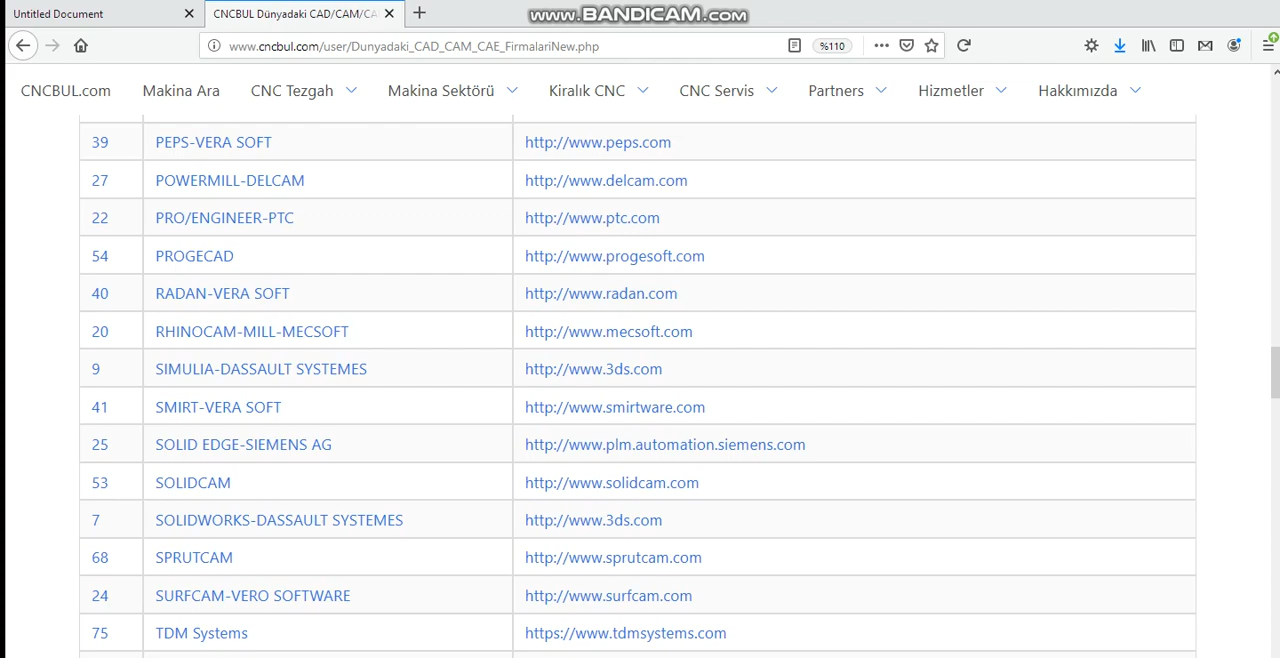 Untitled Document
CNCBUL Dünyadaki CAD/CAM/CA
www.BANDICAM.com
www.cncbul.com/user/Dunyadaki_CAD_CAM_CAE_FirmalariNew.php
%110
CNCBUL.com Makina Ara CNC Tezgah Makina Sektörü Kiralık CNC CNC Servis Partners Hizmetler Hakkımızda
39 PEPS-VERA SOFT http://www.peps.com
27 POWERMILL-DELCAM http://www.delcam.com
22 PRO/ENGINEER-PTC http://www.ptc.com
54 PROGECAD http://www.progesoft.com
40 RADAN-VERA SOFT http://www.radan.com
20 RHINOCAM-MILL-MECSOFT http://www.mecsoft.com
9 SIMULIA-DASSAULT SYSTEMES http://www.3ds.com
41 SMIRT-VERA SOFT http://www.smirtware.com
25 SOLID EDGE-SIEMENS AG http://www.plm.automation.siemens.com
53 SOLIDCAM http://www.solidcam.com
7 SOLIDWORKS-DASSAULT SYSTEMES http://www.3ds.com
68 SPRUTCAM http://www.sprutcam.com
24 SURFCAM-VERO SOFTWARE http://www.surfcam.com
75 TDM Systems https://www.tdmsystems.com